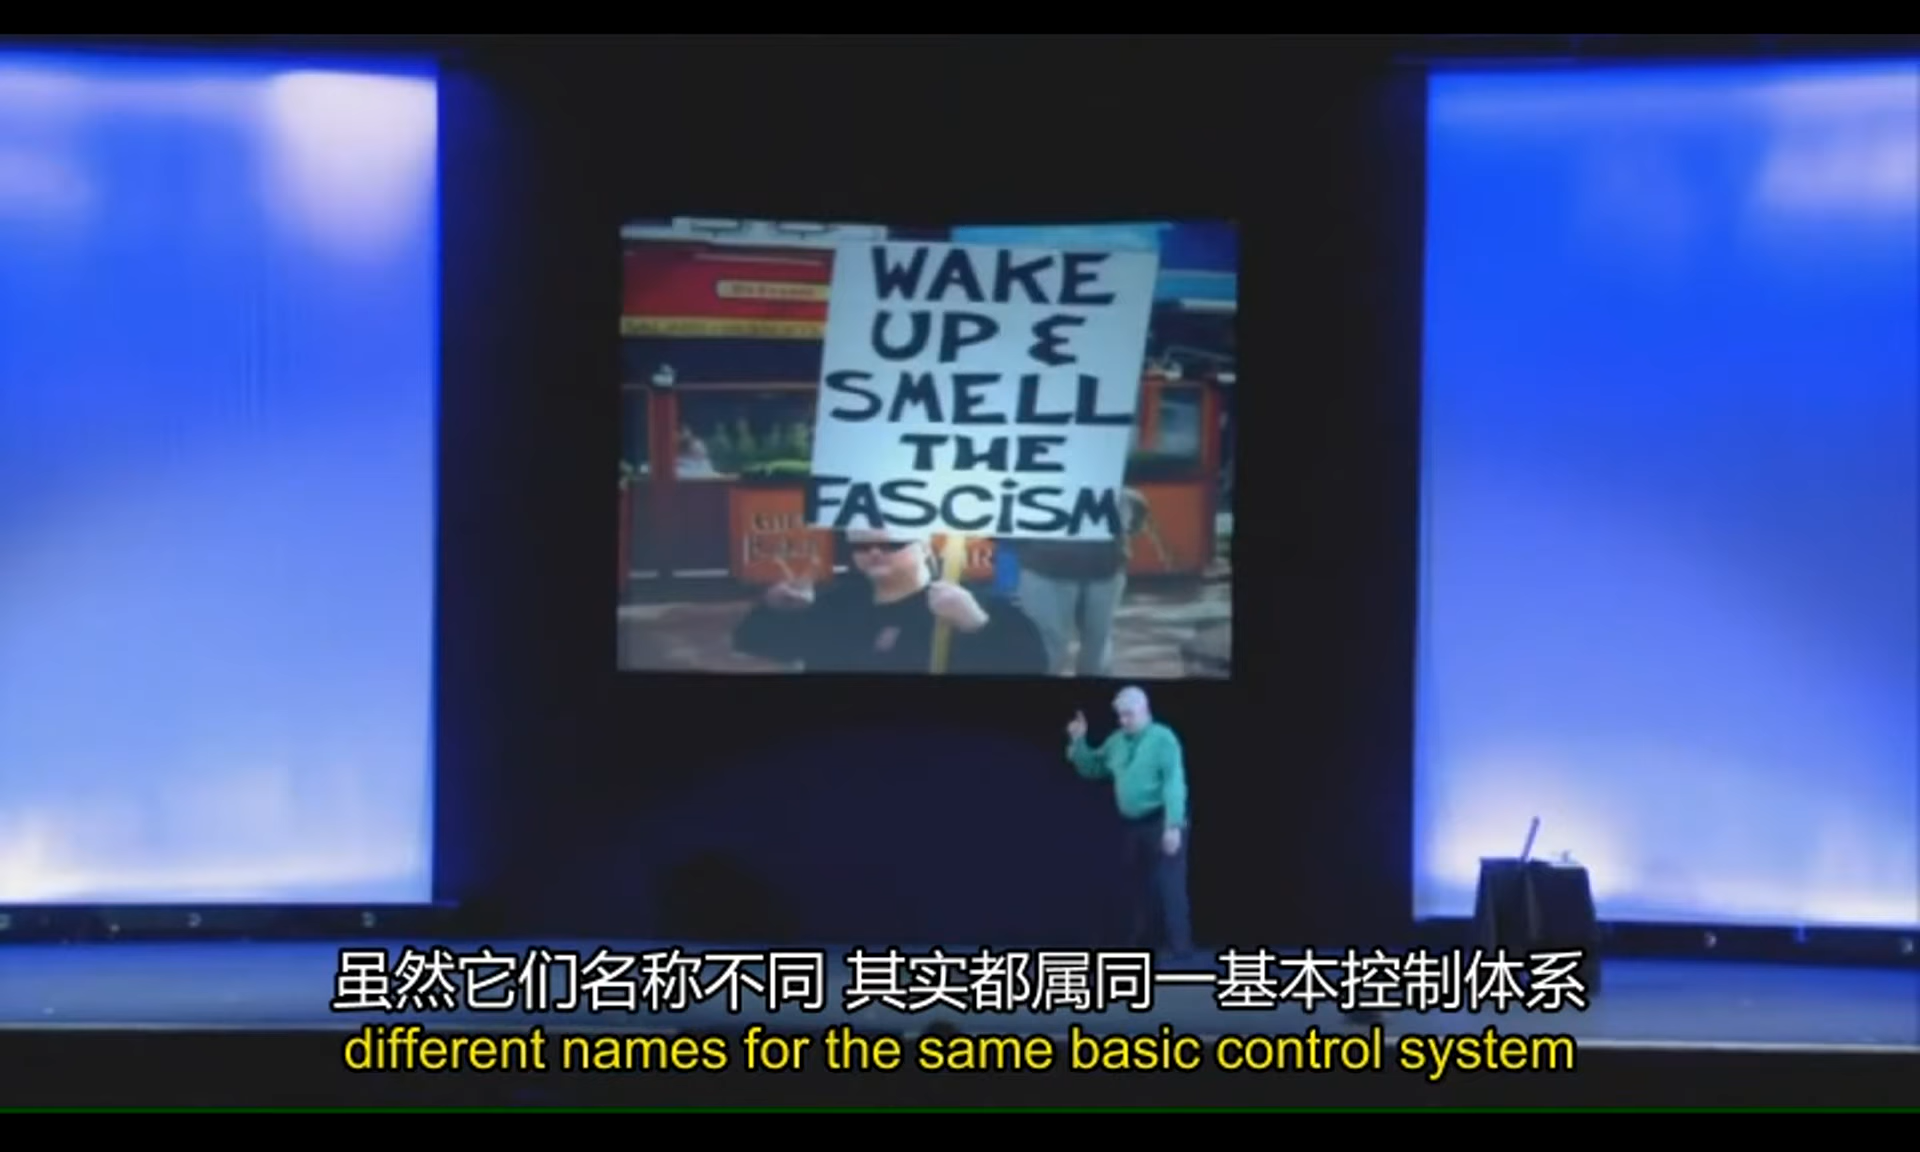 WAKE
UP &
SMELL
THE
FASCiSM
虽然它们名称不同 其实都属同一基本控制体系
different names for the same basic control system